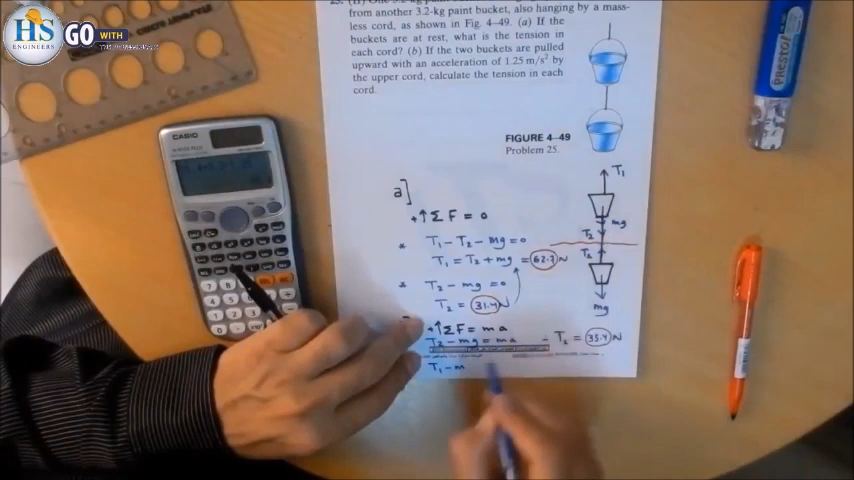 HS
ENGINEERS
GO WITH
from another 3.2-kg paint bucket, also hanging by a mass-
less cord, as shown in Fig. 4–49. (a) If the
buckets are at rest, what is the tension in
each cord? (b) If the two buckets are pulled
upward with an acceleration of 1.25 m/s² by
the upper cord, calculate the tension in each
cord.
FIGURE 4–49
Problem 25.
CASIO
Presto!
a]
+↑ Σ F = 0
* T₁ - T₂ - mg = 0
T₁ = T₂ + mg = 62.7 N
* T₂ - mg = 0
T₂ = 31.4 N
+↑ΣF = ma
T₂ - mg = ma
T₂ = 35.4 N
T₁ - m
T₁
mg
T₂
T₂
mg